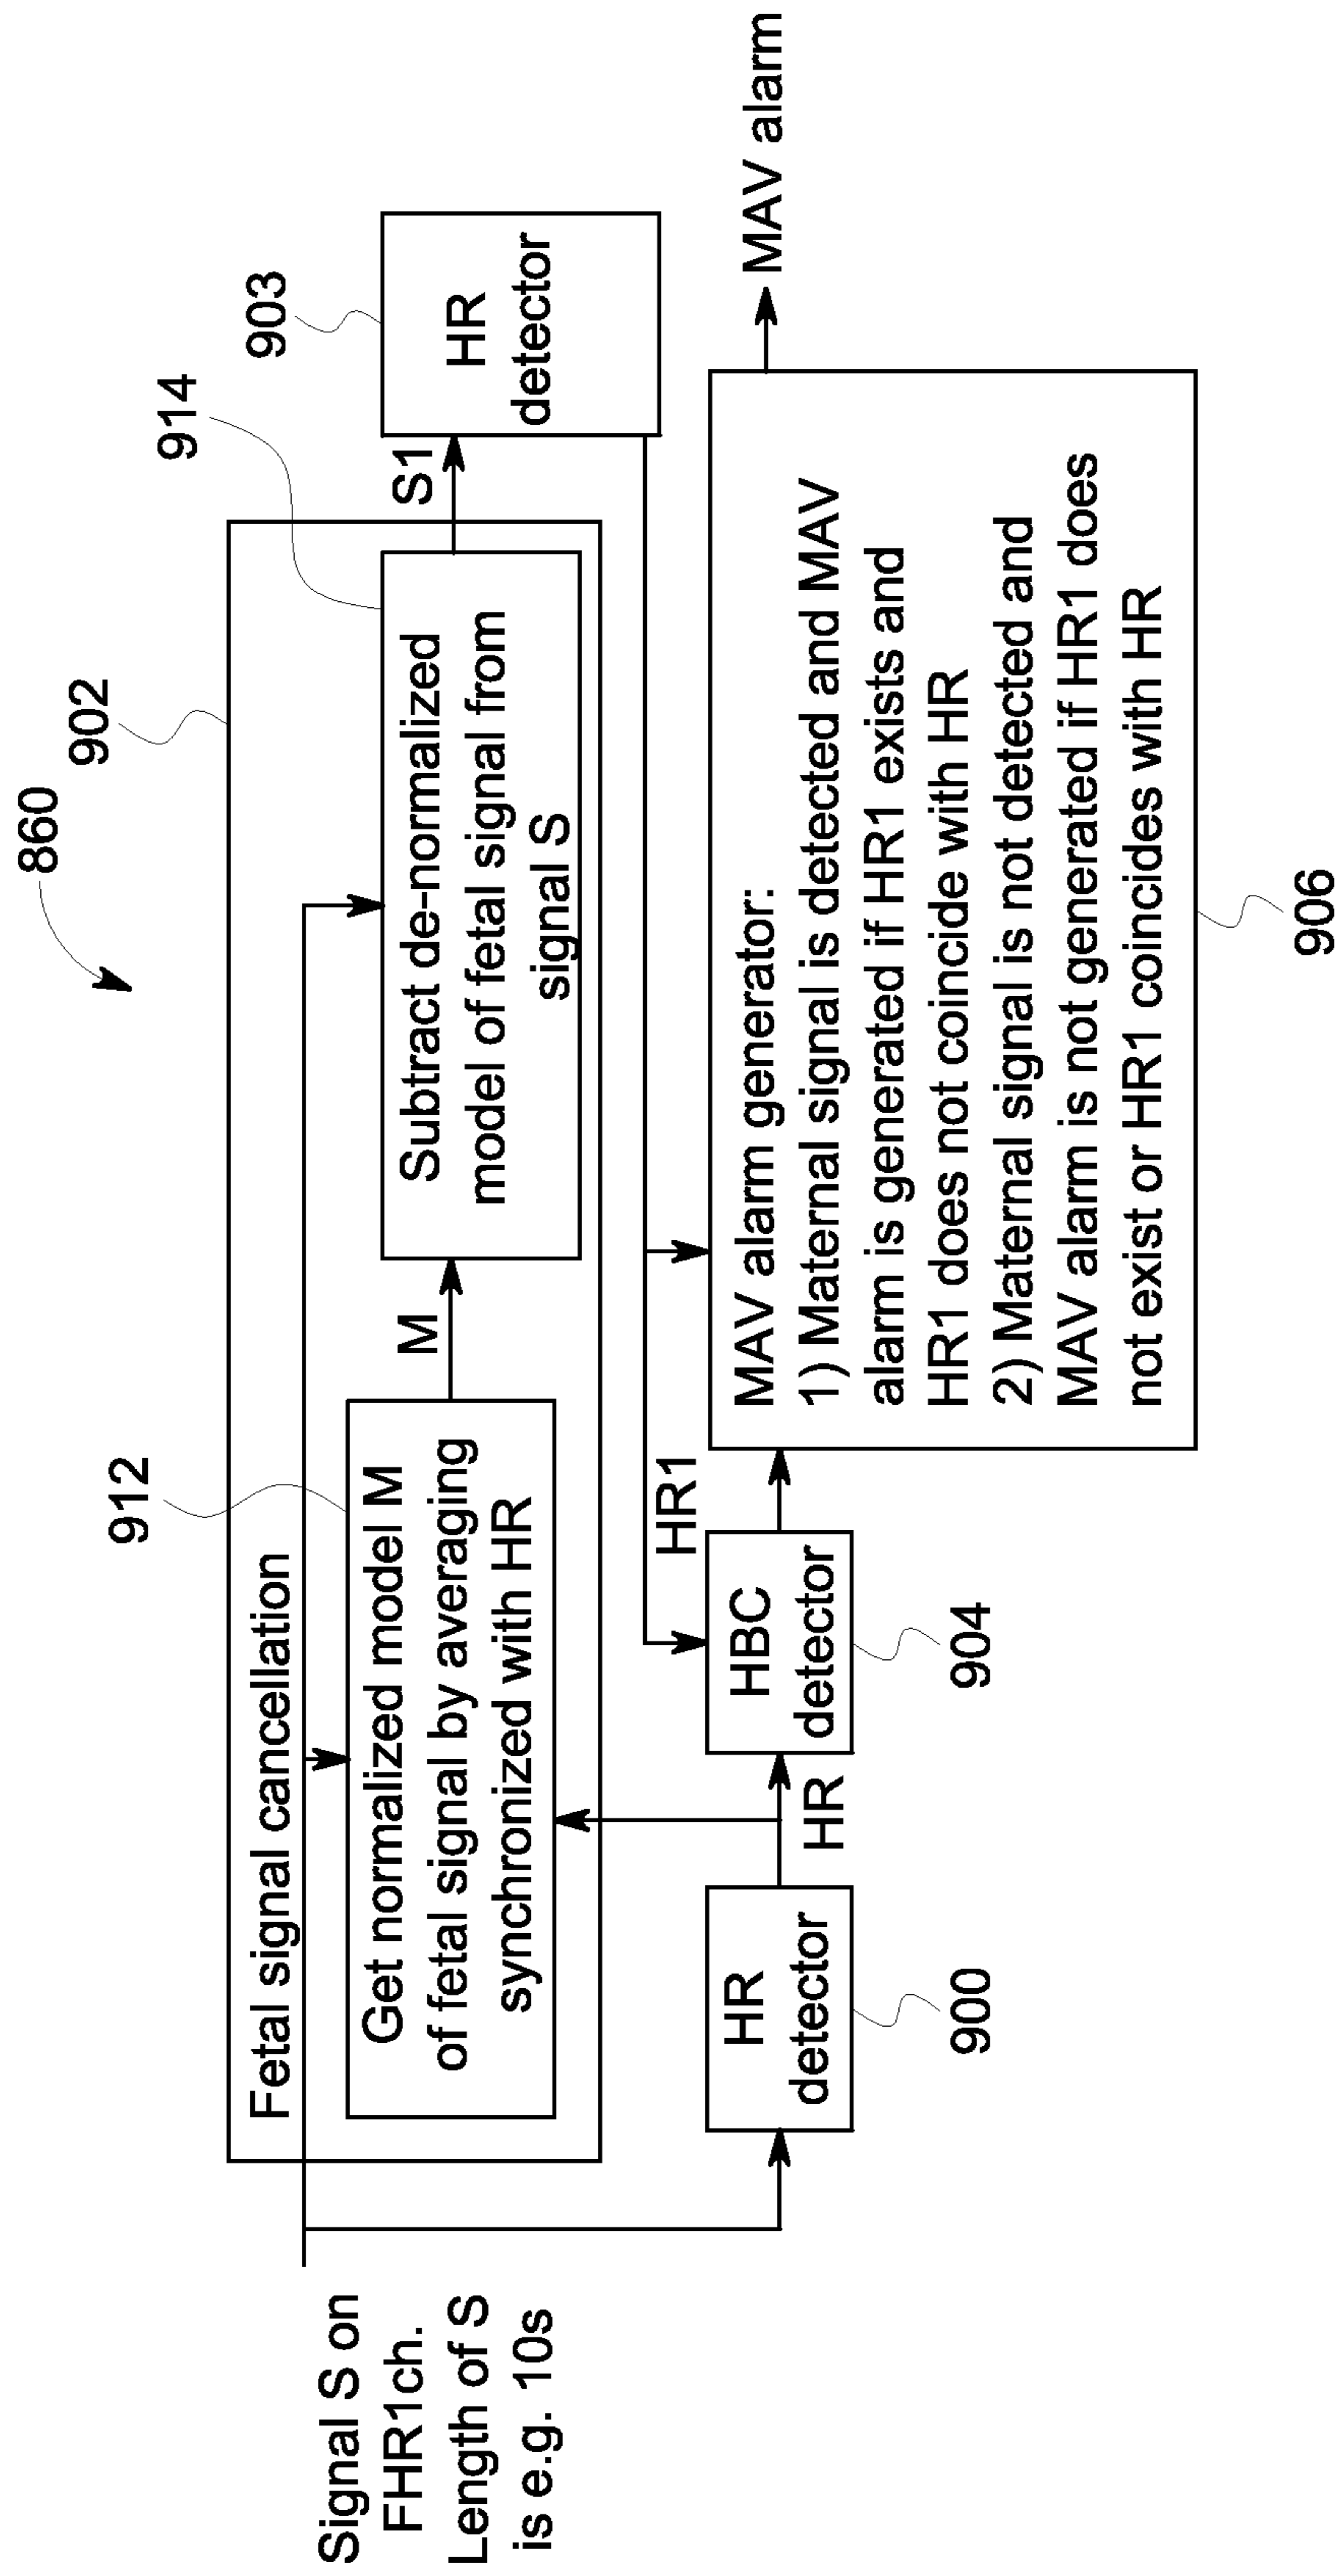 860
902
914
903
912
Fetal signal cancellation
Signal S on
FHR1ch.
Length of S
is e.g. 10s
Get normalized model M
of fetal signal by averaging
synchronized with HR
M
Subtract de-normalized
model of fetal signal from
signal S
S1
HR
detector
HR
detector
900
HR
HBC
detector
904
HR1
MAV alarm generator:
1) Maternal signal is detected and MAV
alarm is generated if HR1 exists and
HR1 does not coincide with HR
2) Maternal signal is not detected and
MAV alarm is not generated if HR1 does
not exist or HR1 coincides with HR
906
MAV alarm